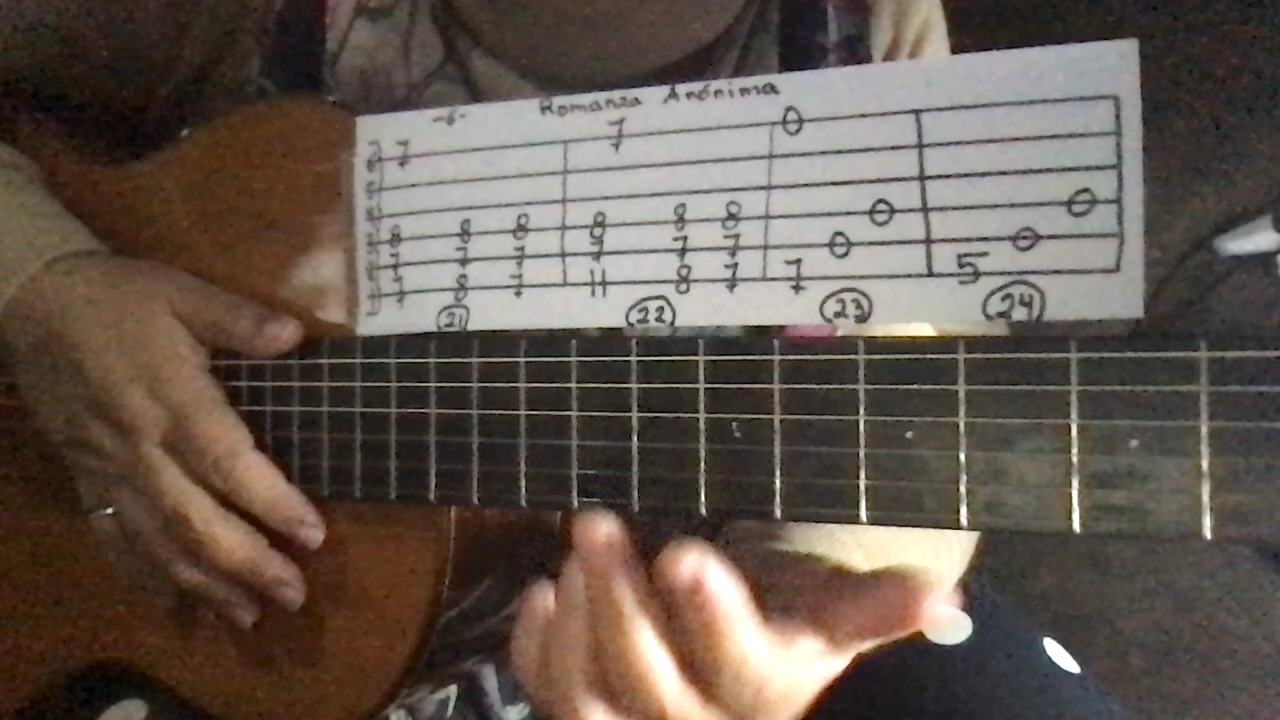 -6- Romanza Anónima
7 7 0
8 8 8 8 8 8 0 0
7 7 7 7 7 7 0 0
7 8 7 11 8 7 7 5
21 22 23 24